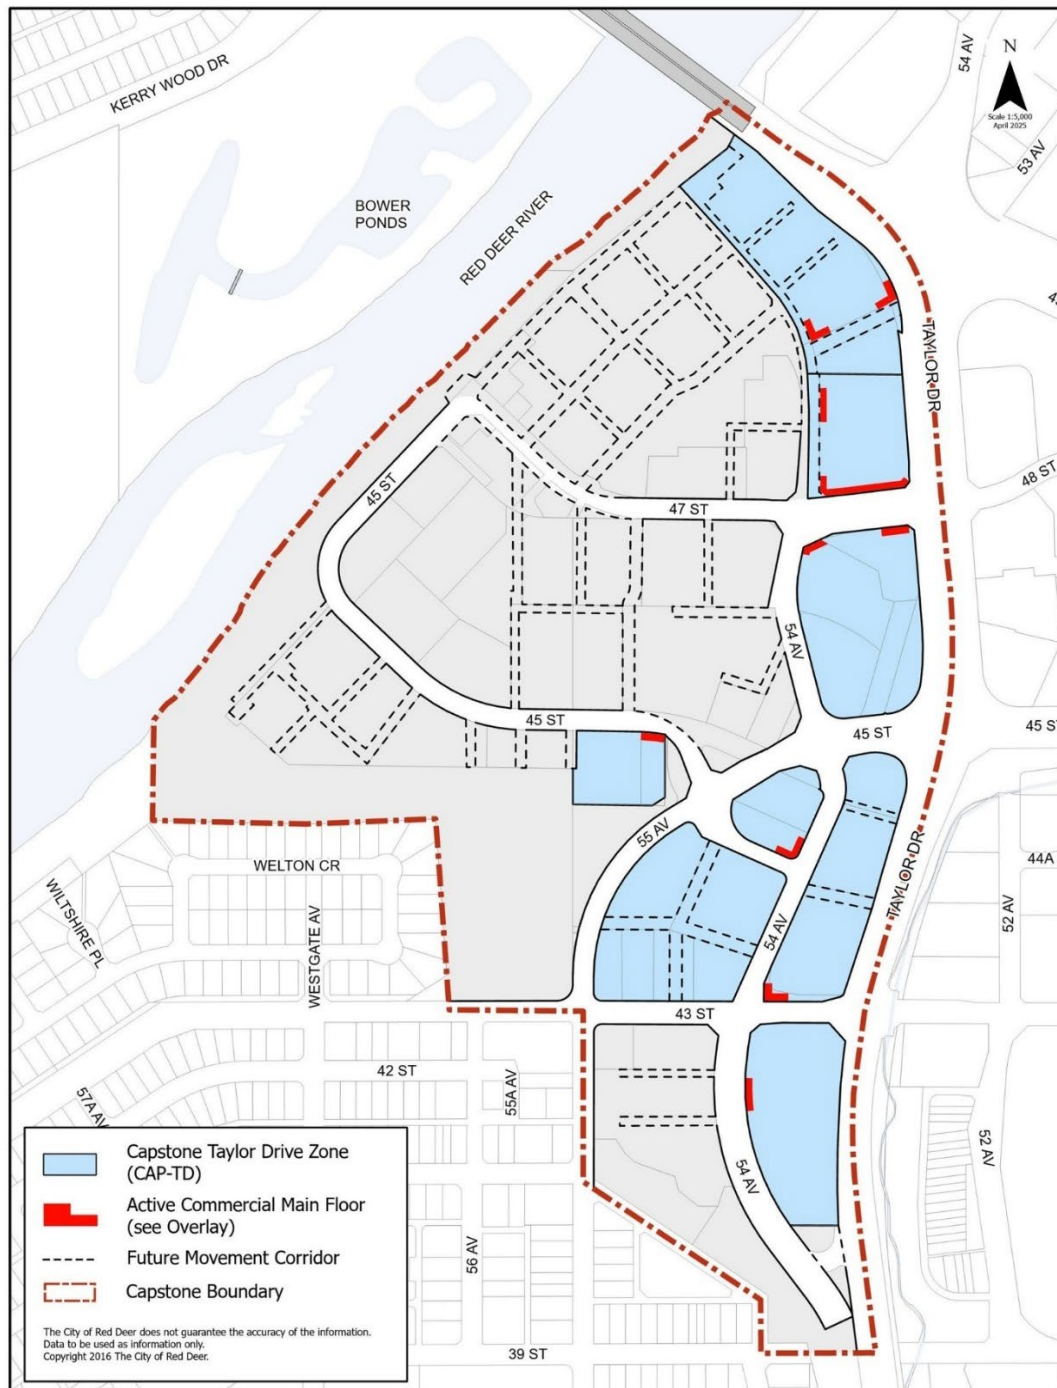 54 AV
N
Scale 1:5,000
April 2025
KERRY WOOD DR
53 AV
BOWER
PONDS
RED DEER RIVER
TAYLOR DR
48 ST
45 ST
47 ST
54 AV
45 ST
45 ST
45 S
55 AV
TAYLOR DR
44A
WELTON CR
WILTSHIRE PL
WESTGATE AV
52 AV
54 AV
43 ST
42 ST
57A AV
55A AV
52 AV
54 AV
56 AV
39 ST
Capstone Taylor Drive Zone
(CAP-TD)
Active Commercial Main Floor
(see Overlay)
Future Movement Corridor
Capstone Boundary
The City of Red Deer does not guarantee the accuracy of the information.
Data to be used as information only.
Copyright 2016 The City of Red Deer.